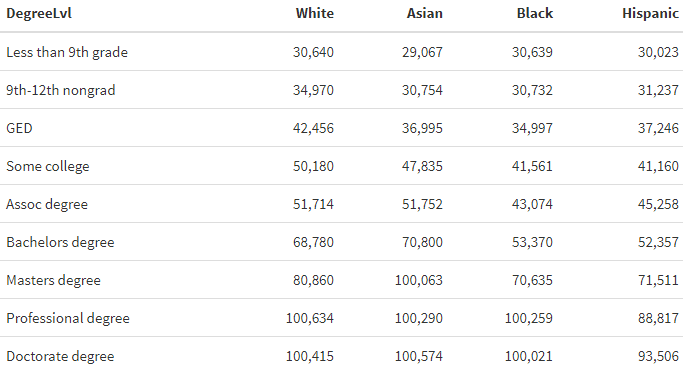 DegreeLvl White Asian Black Hispanic
Less than 9th grade 30,640 29,067 30,639 30,023
9th-12th nongrad 34,970 30,754 30,732 31,237
GED 42,456 36,995 34,997 37,246
Some college 50,180 47,835 41,561 41,160
Assoc degree 51,714 51,752 43,074 45,258
Bachelors degree 68,780 70,800 53,370 52,357
Masters degree 80,860 100,063 70,635 71,511
Professional degree 100,634 100,290 100,259 88,817
Doctorate degree 100,415 100,574 100,021 93,506